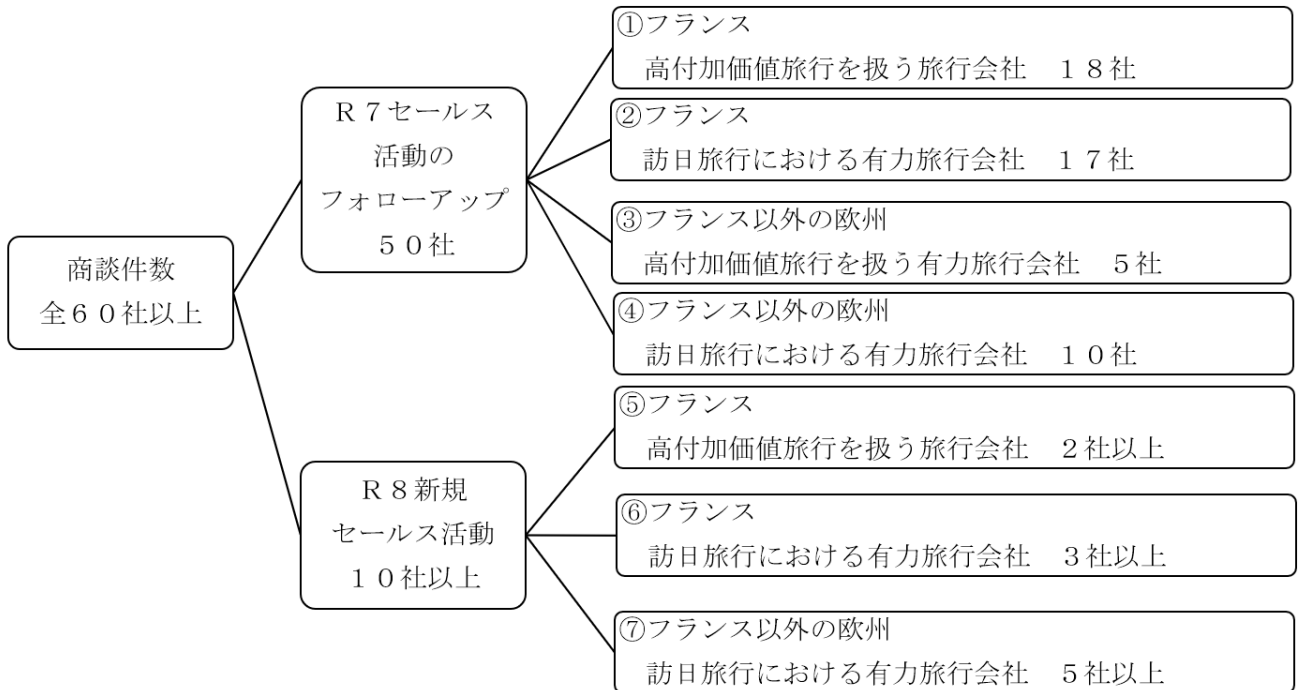 商談件数
全６０社以上
Ｒ７セールス
活動の
フォローアップ
５０社
①フランス
高付加価値旅行を扱う旅行会社　１８社
②フランス
訪日旅行における有力旅行会社　１７社
③フランス以外の欧州
高付加価値旅行を扱う有力旅行会社　５社
④フランス以外の欧州
訪日旅行における有力旅行会社　１０社
Ｒ８新規
セールス活動
１０社以上
⑤フランス
高付加価値旅行を扱う旅行会社　２社以上
⑥フランス
訪日旅行における有力旅行会社　３社以上
⑦フランス以外の欧州
訪日旅行における有力旅行会社　５社以上